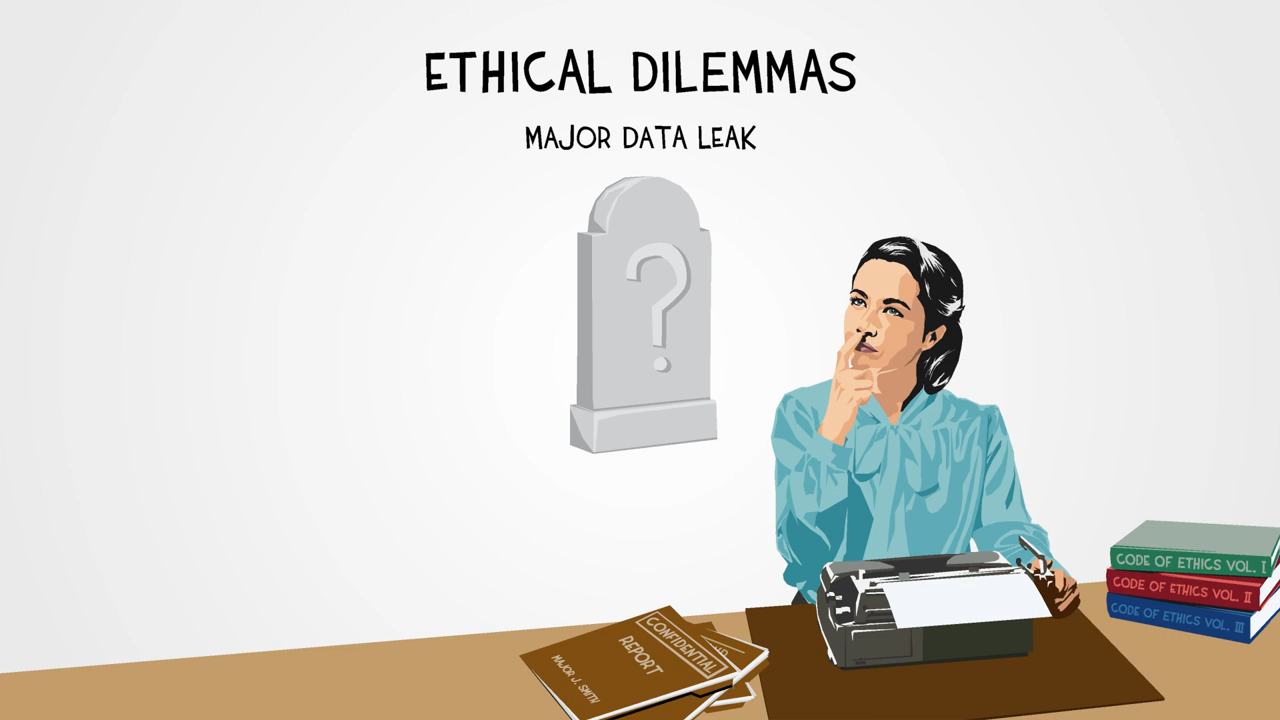 ETHICAL DILEMMAS
MAJOR DATA LEAK
?
CONFIDENTIAL
REPORT
MAJOR J. SMITH
CODE OF ETHICS VOL. I
CODE OF ETHICS VOL. II
CODE OF ETHICS VOL. III